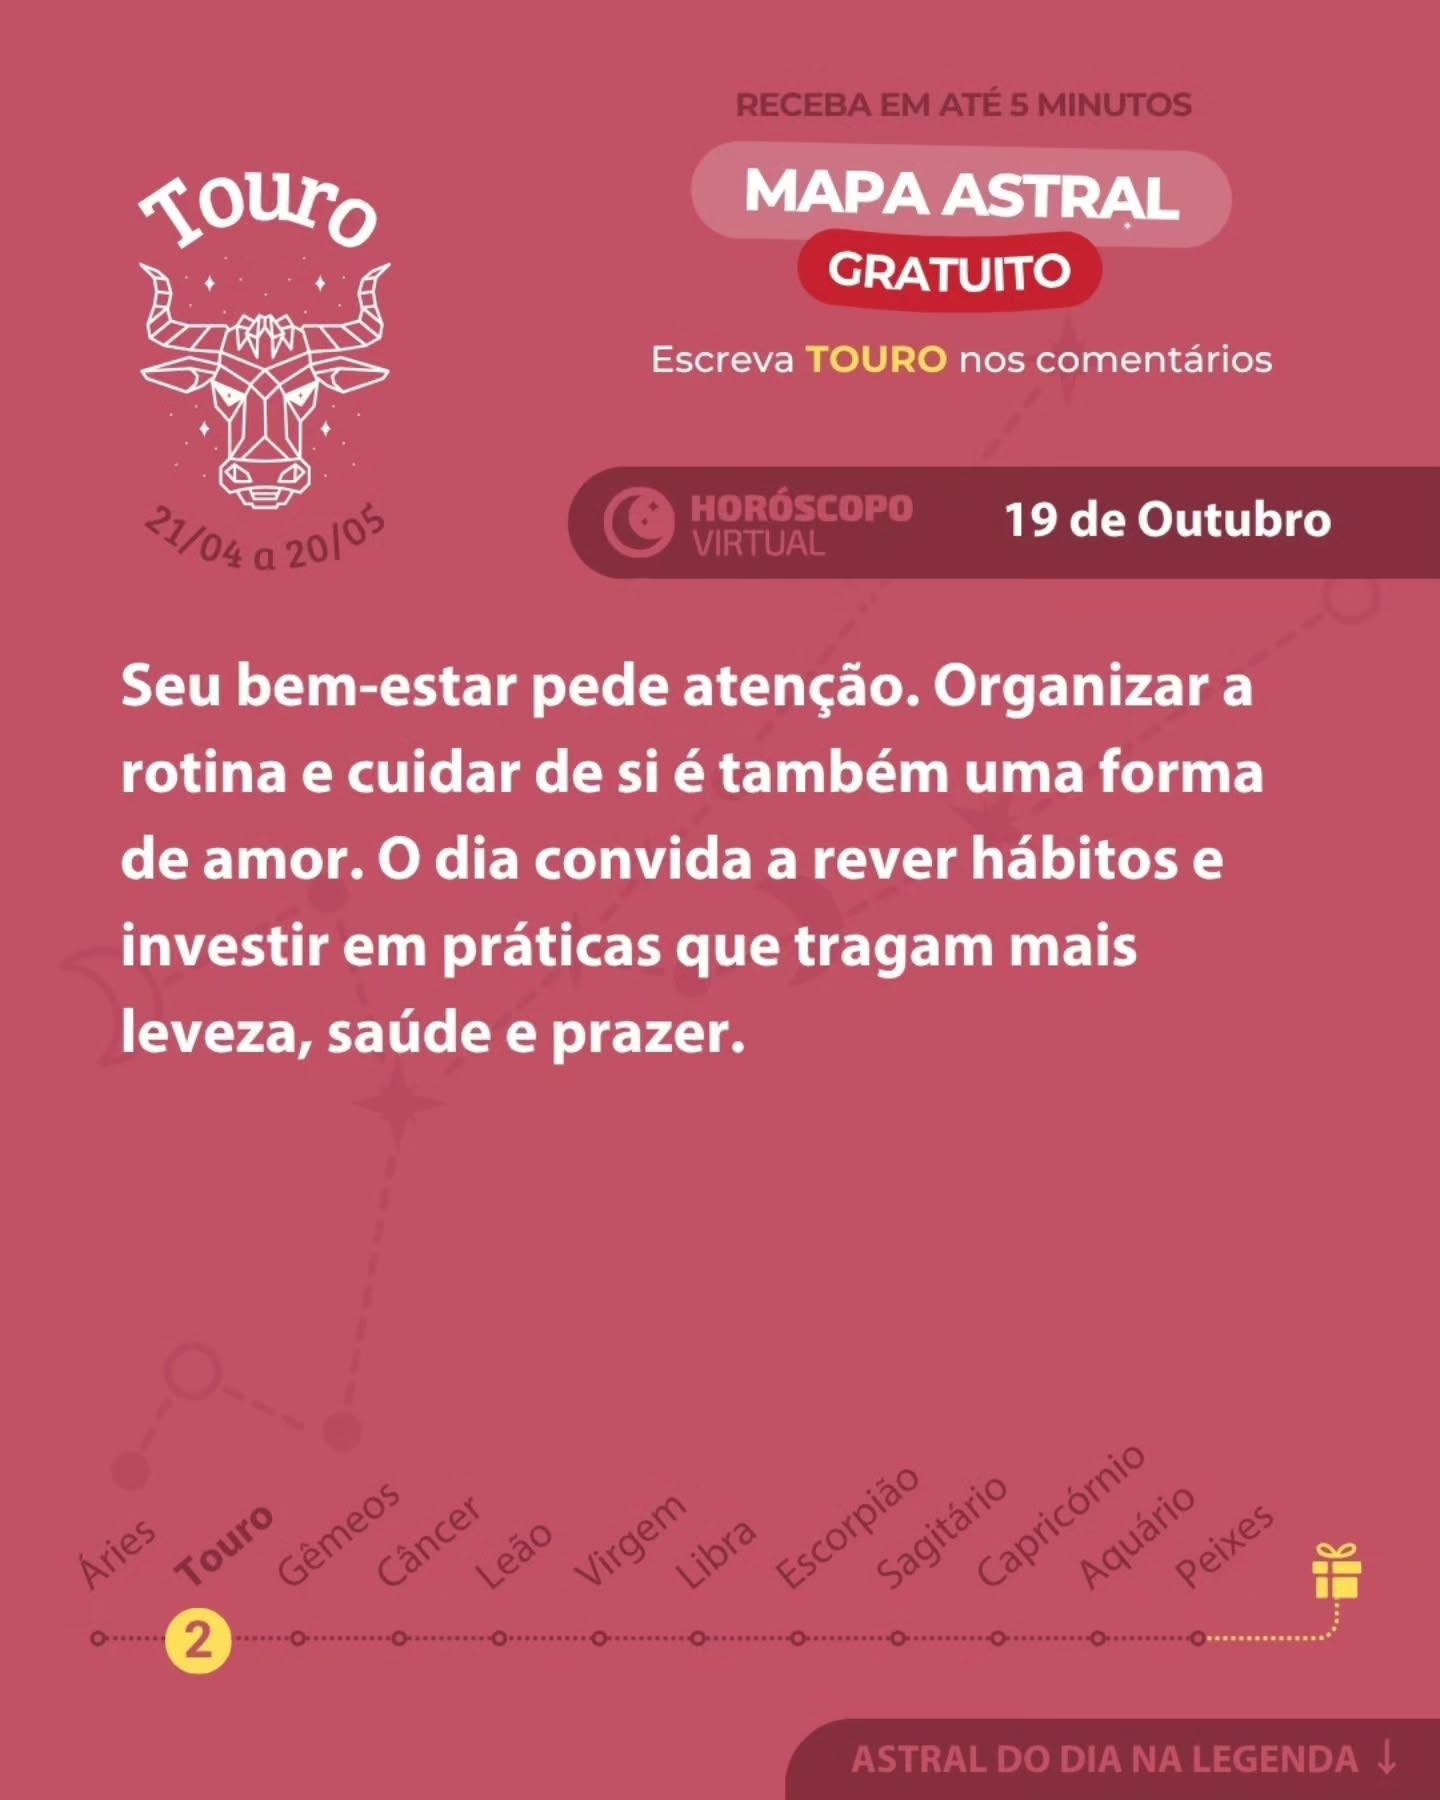 Touro
21/04 a 20/05
RECEBA EM ATÉ 5 MINUTOS
MAPA ASTRAL
GRATUITO
Escreva TOURO nos comentários
HORÓSCOPO
VIRTUAL
19 de Outubro
Seu bem-estar pede atenção. Organizar a
rotina e cuidar de si é também uma forma
de amor. O dia convida a rever hábitos e
investir em práticas que tragam mais
leveza, saúde e prazer.
Áries
Touro
Gêmeos
Câncer
Leão
Virgem
Libra
Escorpião
Sagitário
Capricórnio
Aquário
Peixes
2
ASTRAL DO DIA NA LEGENDA ↓